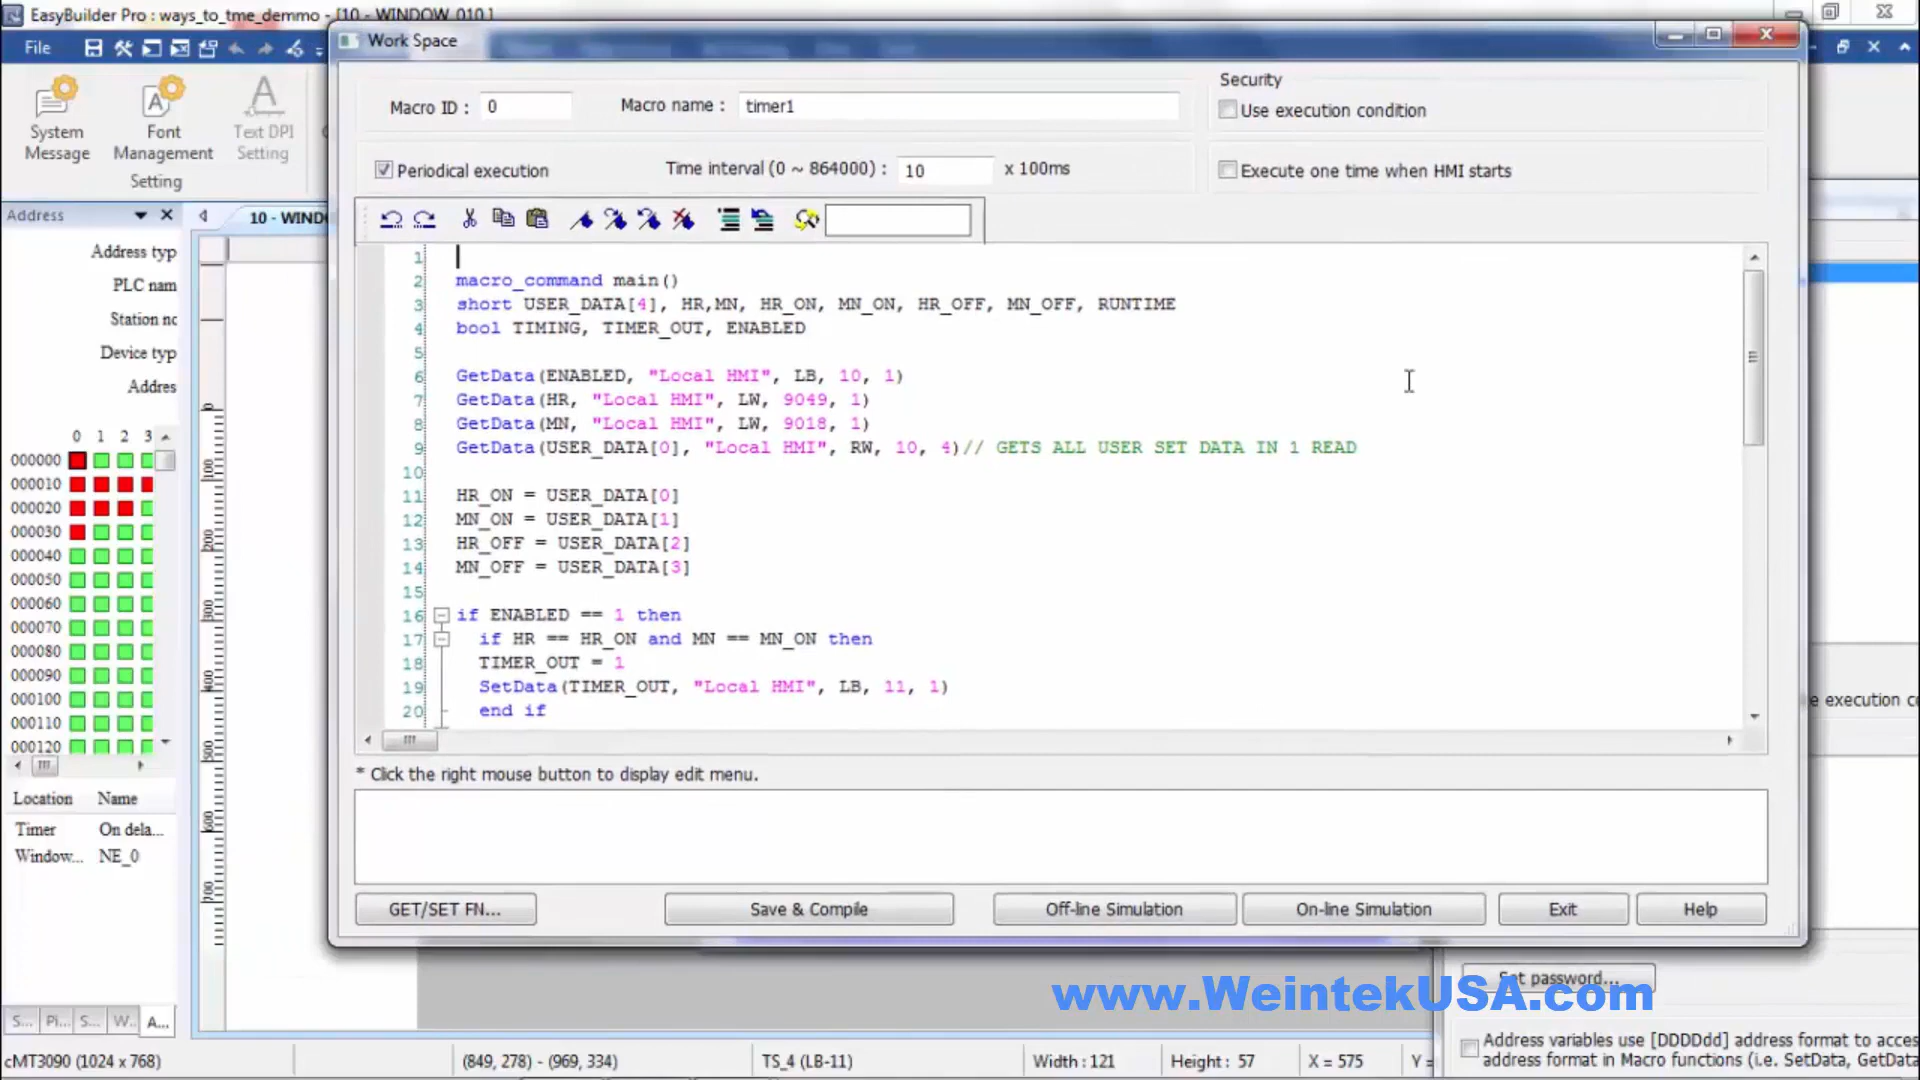 EasyBuilder Pro : ways_to_tme_demmo - [10 - WINDOW_010 ]
File
Work Space
System Message
Font Management
Text DPI Setting
Setting
Macro ID : 0
Macro name : timer1
Security
Use execution condition
Periodical execution
Time interval (0 ~ 864000) : 10 x 100ms
Execute one time when HMI starts
Address
10 - WIND
Address typ
PLC nam
Station nc
Device typ
Addres
0 1 2 3
000000
000010
000020
000030
000040
000050
000060
000070
000080
000090
000100
000110
000120
Location Name
Timer On dela...
Window... NE_0
0
100
200
300
400
500
600
700
1
2 macro_command main()
3 short USER_DATA[4], HR,MN, HR_ON, MN_ON, HR_OFF, MN_OFF, RUNTIME
4 bool TIMING, TIMER_OUT, ENABLED
5
6 GetData(ENABLED, "Local HMI", LB, 10, 1)
7 GetData(HR, "Local HMI", LW, 9049, 1)
8 GetData(MN, "Local HMI", LW, 9018, 1)
9 GetData(USER_DATA[0], "Local HMI", RW, 10, 4)// GETS ALL USER SET DATA IN 1 READ
10
11 HR_ON = USER_DATA[0]
12 MN_ON = USER_DATA[1]
13 HR_OFF = USER_DATA[2]
14 MN_OFF = USER_DATA[3]
15
16 if ENABLED == 1 then
17 if HR == HR_ON and MN == MN_ON then
18 TIMER_OUT = 1
19 SetData(TIMER_OUT, "Local HMI", LB, 11, 1)
20 end if
e execution co
* Click the right mouse button to display edit menu.
GET/SET FN...
Save & Compile
Off-line Simulation
On-line Simulation
Exit
Help
Set password...
www.WeintekUSA.com
S... Pi... S... W... A...
Address variables use [DDDDdd] address format to acces
address format in Macro functions (i.e. SetData, GetData
cMT3090 (1024 x 768)
(849, 278) - (969, 334)
TS_4 (LB-11)
Width : 121
Height : 57
X = 575
Y =